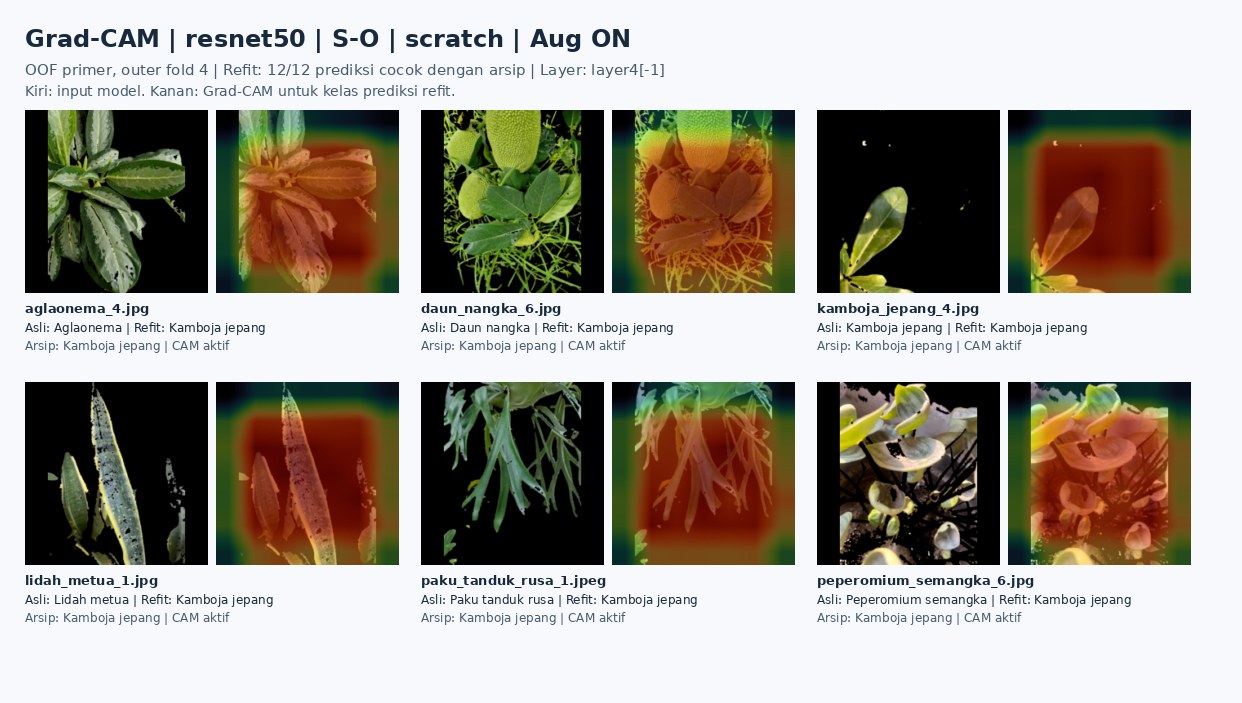 Grad-CAM | resnet50 | S-O | scratch | Aug ON
OOF primer, outer fold 4 | Refit: 12/12 prediksi cocok dengan arsip | Layer: layer4[-1]
Kiri: input model. Kanan: Grad-CAM untuk kelas prediksi refit.
aglaonema_4.jpg
Asli: Aglaonema | Refit: Kamboja jepang
Arsip: Kamboja jepang | CAM aktif
daun_nangka_6.jpg
Asli: Daun nangka | Refit: Kamboja jepang
Arsip: Kamboja jepang | CAM aktif
kamboja_jepang_4.jpg
Asli: Kamboja jepang | Refit: Kamboja jepang
Arsip: Kamboja jepang | CAM aktif
lidah_metua_1.jpg
Asli: Lidah metua | Refit: Kamboja jepang
Arsip: Kamboja jepang | CAM aktif
paku_tanduk_rusa_1.jpeg
Asli: Paku tanduk rusa | Refit: Kamboja jepang
Arsip: Kamboja jepang | CAM aktif
peperomium_semangka_6.jpg
Asli: Peperomium semangka | Refit: Kamboja jepang
Arsip: Kamboja jepang | CAM aktif